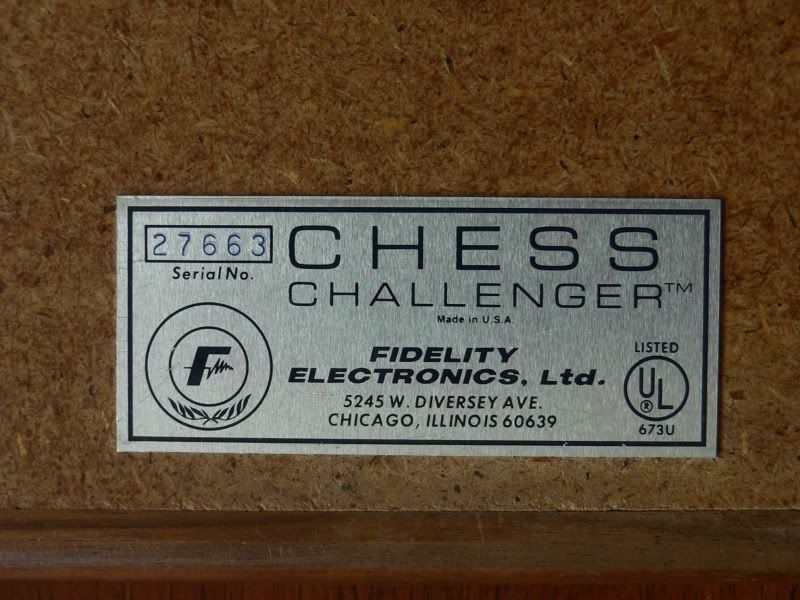 27663
Serial No.
CHESS
CHALLENGER™
Made in U.S.A.
F
FIDELITY
ELECTRONICS, Ltd.
5245 W. DIVERSEY AVE.
CHICAGO, ILLINOIS 60639
LISTED
UL
®
673U